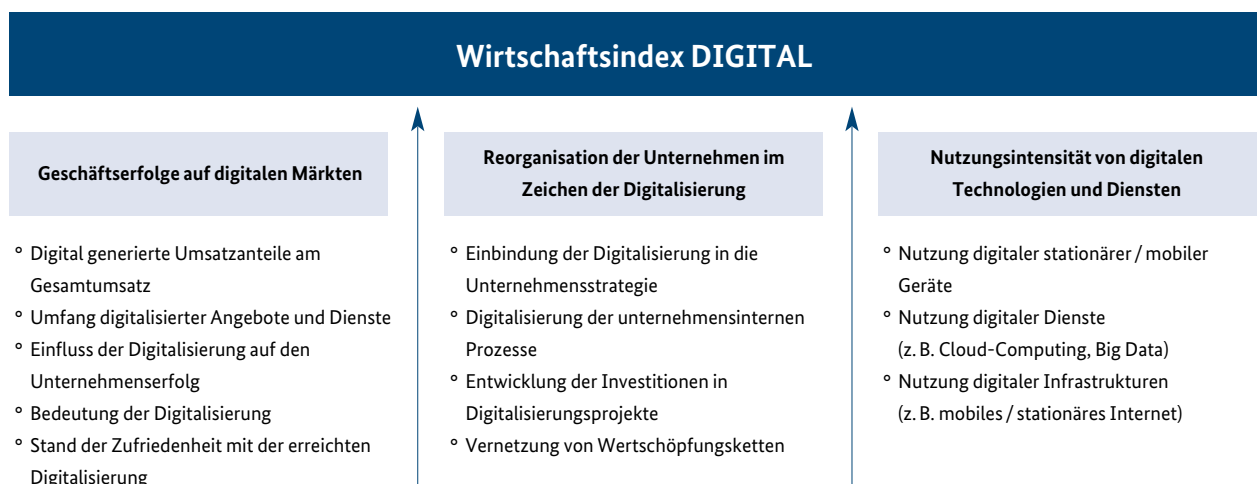 Wirtschaftsindex DIGITAL
Geschäftserfolge auf digitalen Märkten
° Digital generierte Umsatzanteile am
Gesamtumsatz
° Umfang digitalisierter Angebote und Dienste
° Einfluss der Digitalisierung auf den
Unternehmenserfolg
° Bedeutung der Digitalisierung
° Stand der Zufriedenheit mit der erreichten
Digitalisierung
Reorganisation der Unternehmen im
Zeichen der Digitalisierung
° Einbindung der Digitalisierung in die
Unternehmensstrategie
° Digitalisierung der unternehmensinternen
Prozesse
° Entwicklung der Investitionen in
Digitalisierungsprojekte
° Vernetzung von Wertschöpfungsketten
Nutzungsintensität von digitalen
Technologien und Diensten
° Nutzung digitaler stationärer / mobiler
Geräte
° Nutzung digitaler Dienste
(z. B. Cloud-Computing, Big Data)
° Nutzung digitaler Infrastrukturen
(z. B. mobiles / stationäres Internet)